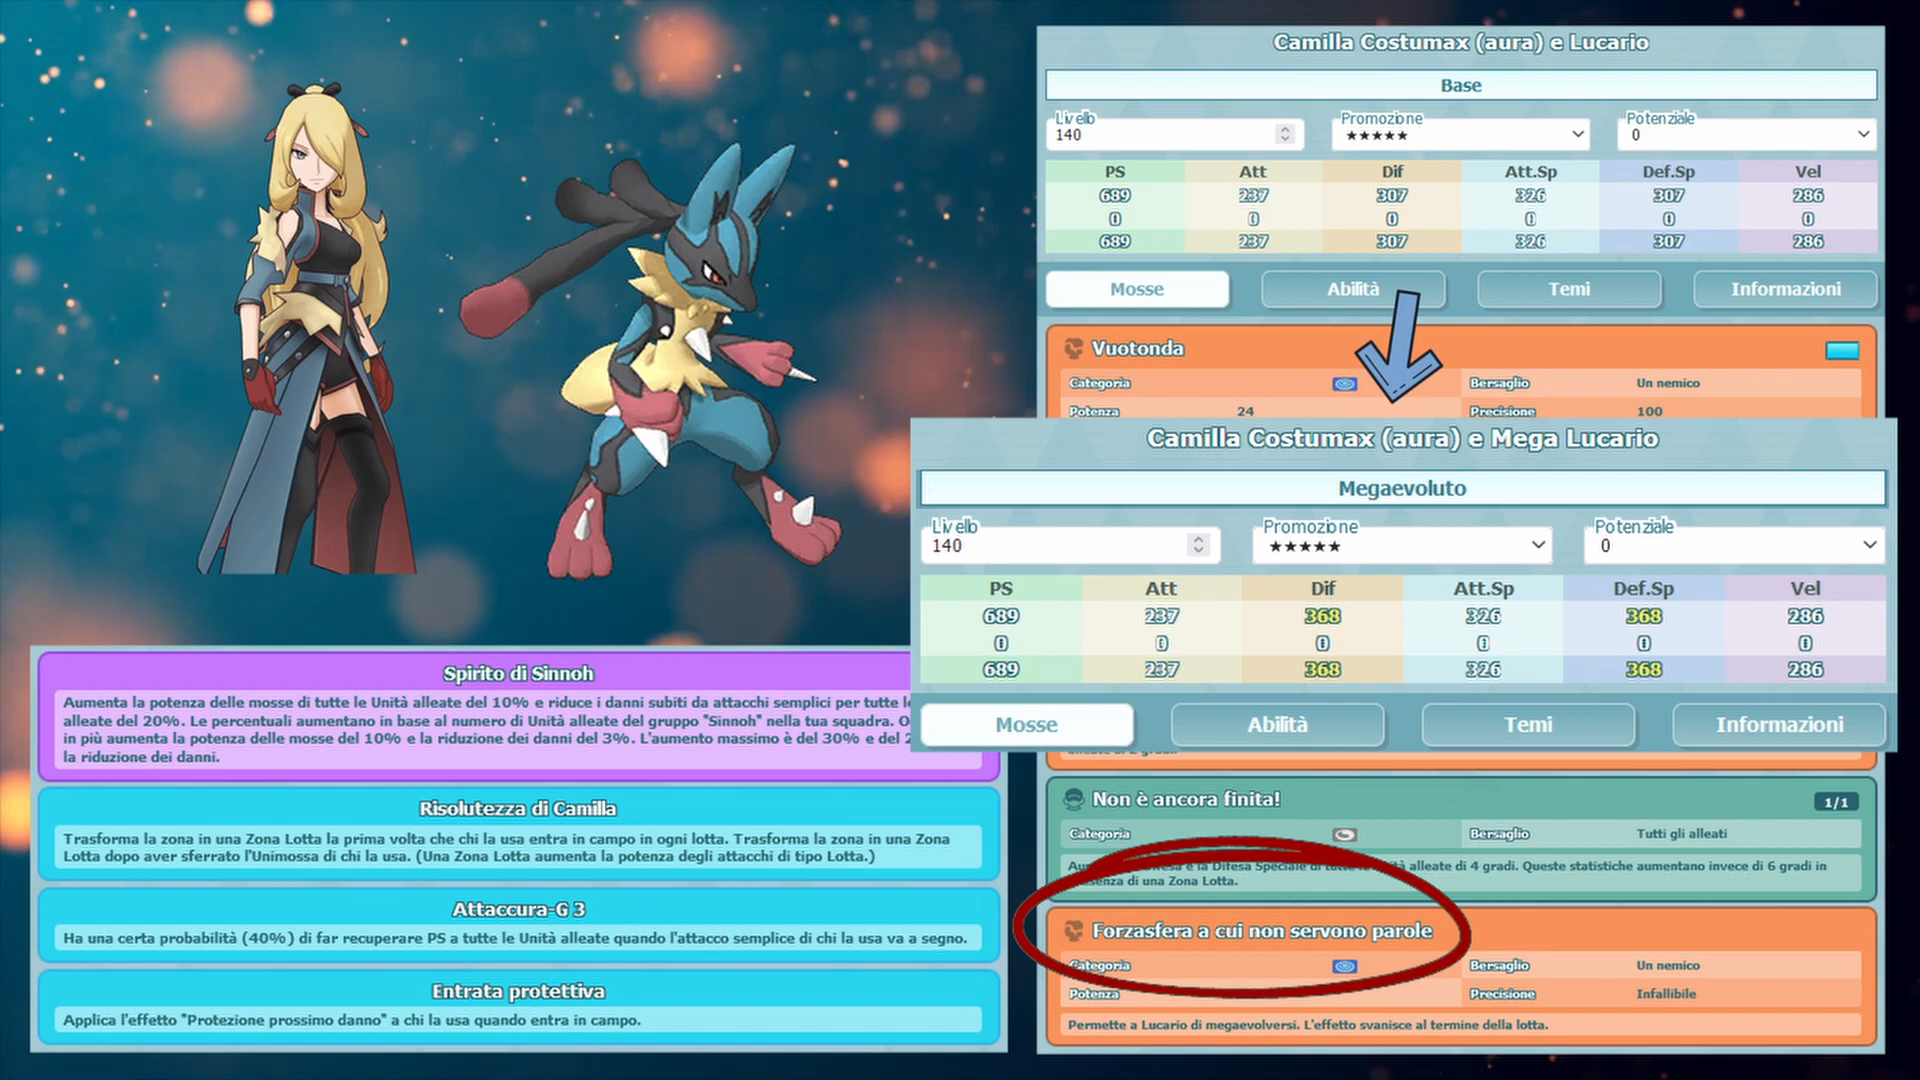 Camilla Costumax (aura) e Lucario
Base
Livello
Promozione
Potenziale
140
★★★★★
0
PS Att Dif Att.Sp Def.Sp Vel
689 237 307 326 307 286
0 0 0 0 0 0
689 237 307 326 307 286
Mosse Abilità Temi Informazioni
Vuotonda
Categoria Bersaglio Un nemico
Potenza 24 Precisione 100
Camilla Costumax (aura) e Mega Lucario
Megaevoluto
Livello
Promozione
Potenziale
140
★★★★★
0
PS Att Dif Att.Sp Def.Sp Vel
689 237 368 326 368 286
0 0 0 0 0 0
689 237 368 326 368 286
Mosse Abilità Temi Informazioni
Non è ancora finita! 1/1
Categoria Bersaglio Tutti gli alleati
e la Difesa Speciale di alleate di 4 gradi. Queste statistiche aumentano invece di 6 gradi in
di una Zona Lotta.
Forzasfera a cui non servono parole
Categoria Bersaglio Un nemico
Potenza Precisione Infallibile
Permette a Lucario di megaevolversi. L'effetto svanisce al termine della lotta.
Spirito di Sinnoh
Aumenta la potenza delle mosse di tutte le Unità alleate del 10% e riduce i danni subiti da attacchi semplici per tutte
alleate del 20%. Le percentuali aumentano in base al numero di Unità alleate del gruppo "Sinnoh" nella tua squadra.
in più aumenta la potenza delle mosse del 10% e la riduzione dei danni del 3%. L'aumento massimo è del 30% e del
la riduzione dei danni.
Risolutezza di Camilla
Trasforma la zona in una Zona Lotta la prima volta che chi la usa entra in campo in ogni lotta. Trasforma la zona in una Zona
Lotta dopo aver sferrato l'Unimossa di chi la usa. (Una Zona Lotta aumenta la potenza degli attacchi di tipo Lotta.)
Attaccura-G 3
Ha una certa probabilità (40%) di far recuperare PS a tutte le Unità alleate quando l'attacco semplice di chi la usa va a segno.
Entrata protettiva
Applica l'effetto "Protezione prossimo danno" a chi la usa quando entra in campo.